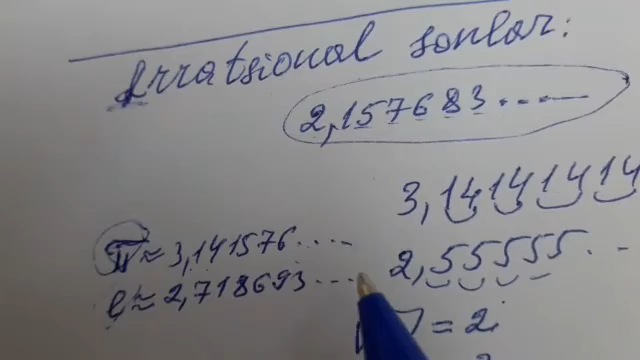 Irratsional sonlar:
2,157683......
3,14141414
π ≈ 3,141576....
2,55555..
e ≈ 2,718693....
= 2;